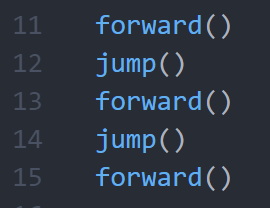 11 forward()
12 jump()
13 forward()
14 jump()
15 forward()